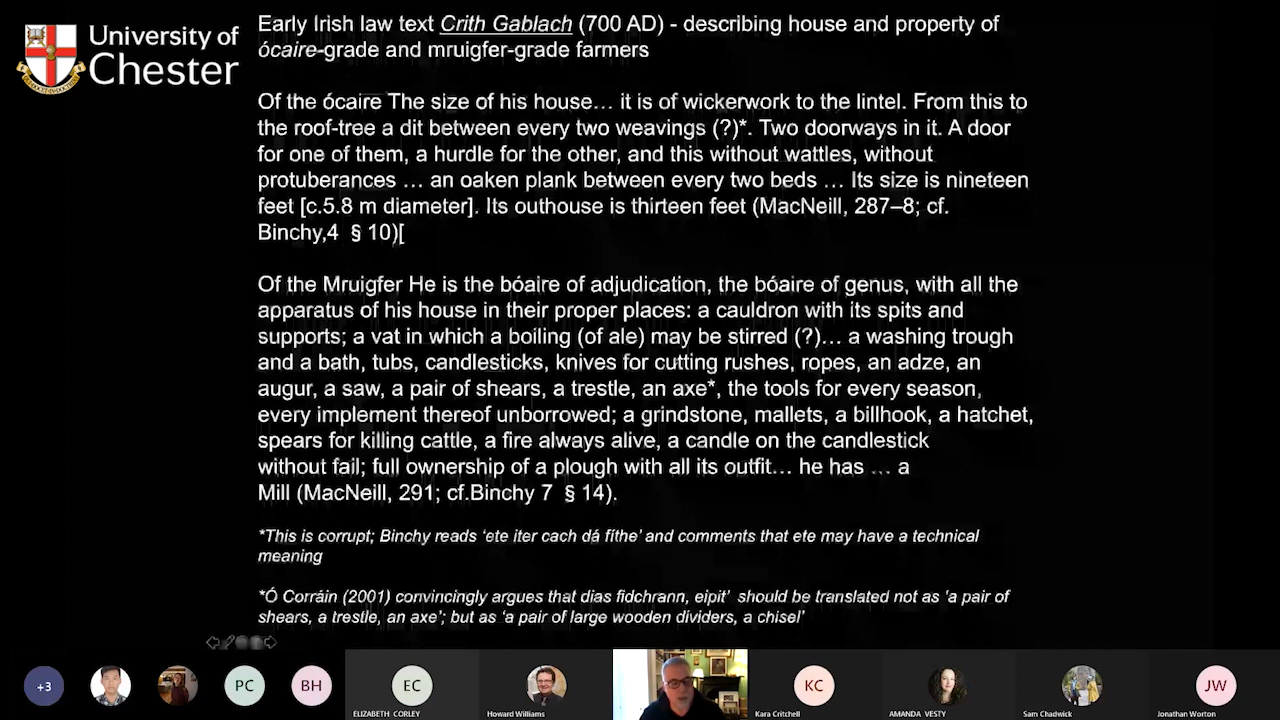 University of
Chester
Early Irish law text Crith Gablach (700 AD) - describing house and property of
ócaire-grade and mruigfer-grade farmers
Of the ócaire The size of his house… it is of wickerwork to the lintel. From this to
the roof-tree a dit between every two weavings (?)*. Two doorways in it. A door
for one of them, a hurdle for the other, and this without wattles, without
protuberances … an oaken plank between every two beds … Its size is nineteen
feet [c.5.8 m diameter]. Its outhouse is thirteen feet (MacNeill, 287–8; cf.
Binchy,4 § 10)[
Of the Mruigfer He is the bóaire of adjudication, the bóaire of genus, with all the
apparatus of his house in their proper places: a cauldron with its spits and
supports; a vat in which a boiling (of ale) may be stirred (?)… a washing trough
and a bath, tubs, candlesticks, knives for cutting rushes, ropes, an adze, an
augur, a saw, a pair of shears, a trestle, an axe*, the tools for every season,
every implement thereof unborrowed; a grindstone, mallets, a billhook, a hatchet,
spears for killing cattle, a fire always alive, a candle on the candlestick
without fail; full ownership of a plough with all its outfit… he has … a
Mill (MacNeill, 291; cf.Binchy 7 § 14).
*This is corrupt; Binchy reads ‘ete iter cach dá fíthe’ and comments that ete may have a technical
meaning
*Ó Corráin (2001) convincingly argues that días fidchrann, eipit’ should be translated not as ‘a pair of
shears, a trestle, an axe’; but as ‘a pair of large wooden dividers, a chisel’
+3
PC
BH
EC
KC
JW
ELIZABETH CORLEY
Howard Williams
Kara Critchell
AMANDA VESTY
Sam Chadwick
Jonathan Worton